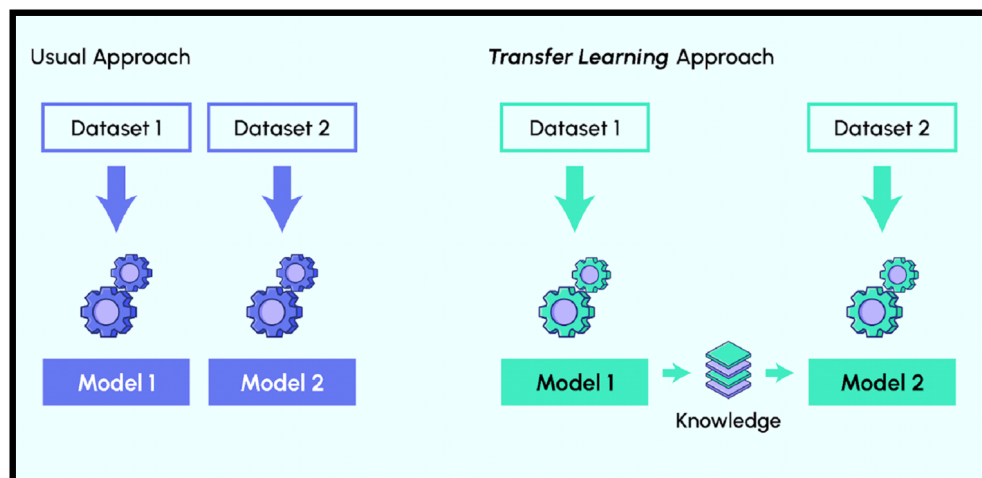 Usual Approach
Transfer Learning Approach
Dataset 1
Dataset 2
Dataset 1
Dataset 2
Model 1
Model 2
Model 1
Model 2
Knowledge